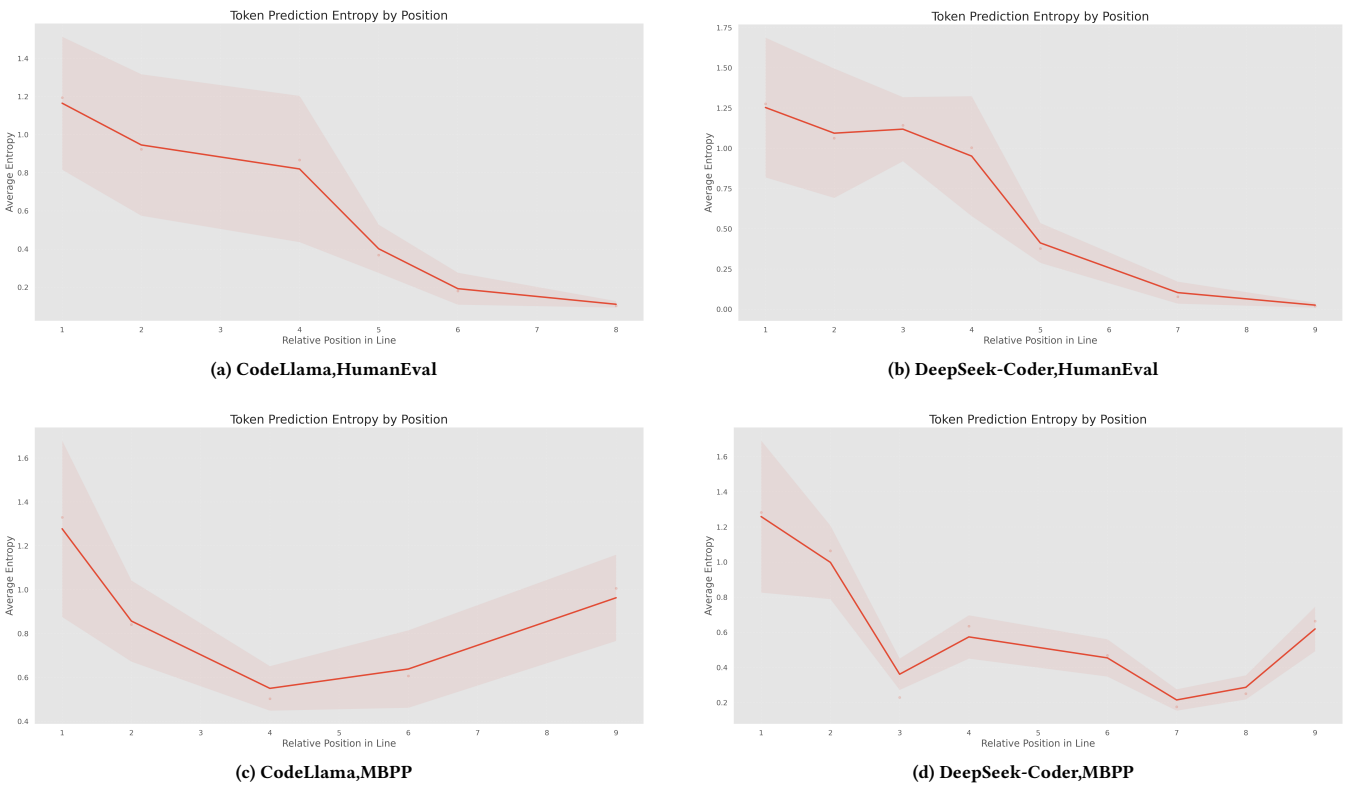 Token Prediction Entropy by Position
Average Entropy
1.4
1.2
1.0
0.8
0.6
0.4
0.2
1 2 3 4 5 6 7 8
Relative Position in Line
(a) CodeLlama,HumanEval
Token Prediction Entropy by Position
Average Entropy
1.75
1.50
1.25
1.00
0.75
0.50
0.25
0.00
1 2 3 4 5 6 7 8 9
Relative Position in Line
(b) DeepSeek-Coder,HumanEval
Token Prediction Entropy by Position
Average Entropy
1.6
1.4
1.2
1.0
0.8
0.6
0.4
1 2 3 4 5 6 7 8 9
Relative Position in Line
(c) CodeLlama,MBPP
Token Prediction Entropy by Position
Average Entropy
1.6
1.4
1.2
1.0
0.8
0.6
0.4
0.2
1 2 3 4 5 6 7 8 9
Relative Position in Line
(d) DeepSeek-Coder,MBPP